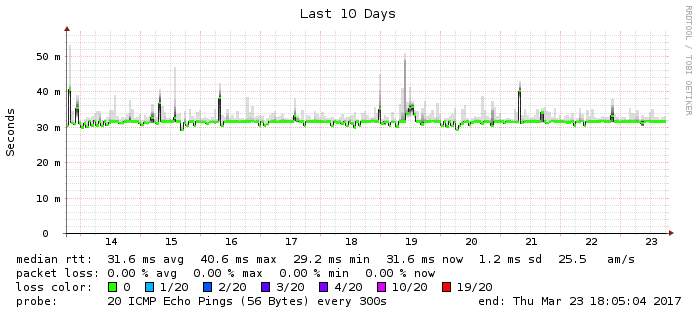 Last 10 Days
RRDTOOL / TOBI OETIKER
Seconds
50 m
40 m
30 m
20 m
10 m
0
14 15 16 17 18 19 20 21 22 23
median rtt: 31.6 ms avg 40.6 ms max 29.2 ms min 31.6 ms now 1.2 ms sd 25.5 am/s
packet loss: 0.00 % avg 0.00 % max 0.00 % min 0.00 % now
loss color: 0 1/20 2/20 3/20 4/20 10/20 19/20
probe: 20 ICMP Echo Pings (56 Bytes) every 300s end: Thu Mar 23 18:05:04 2017